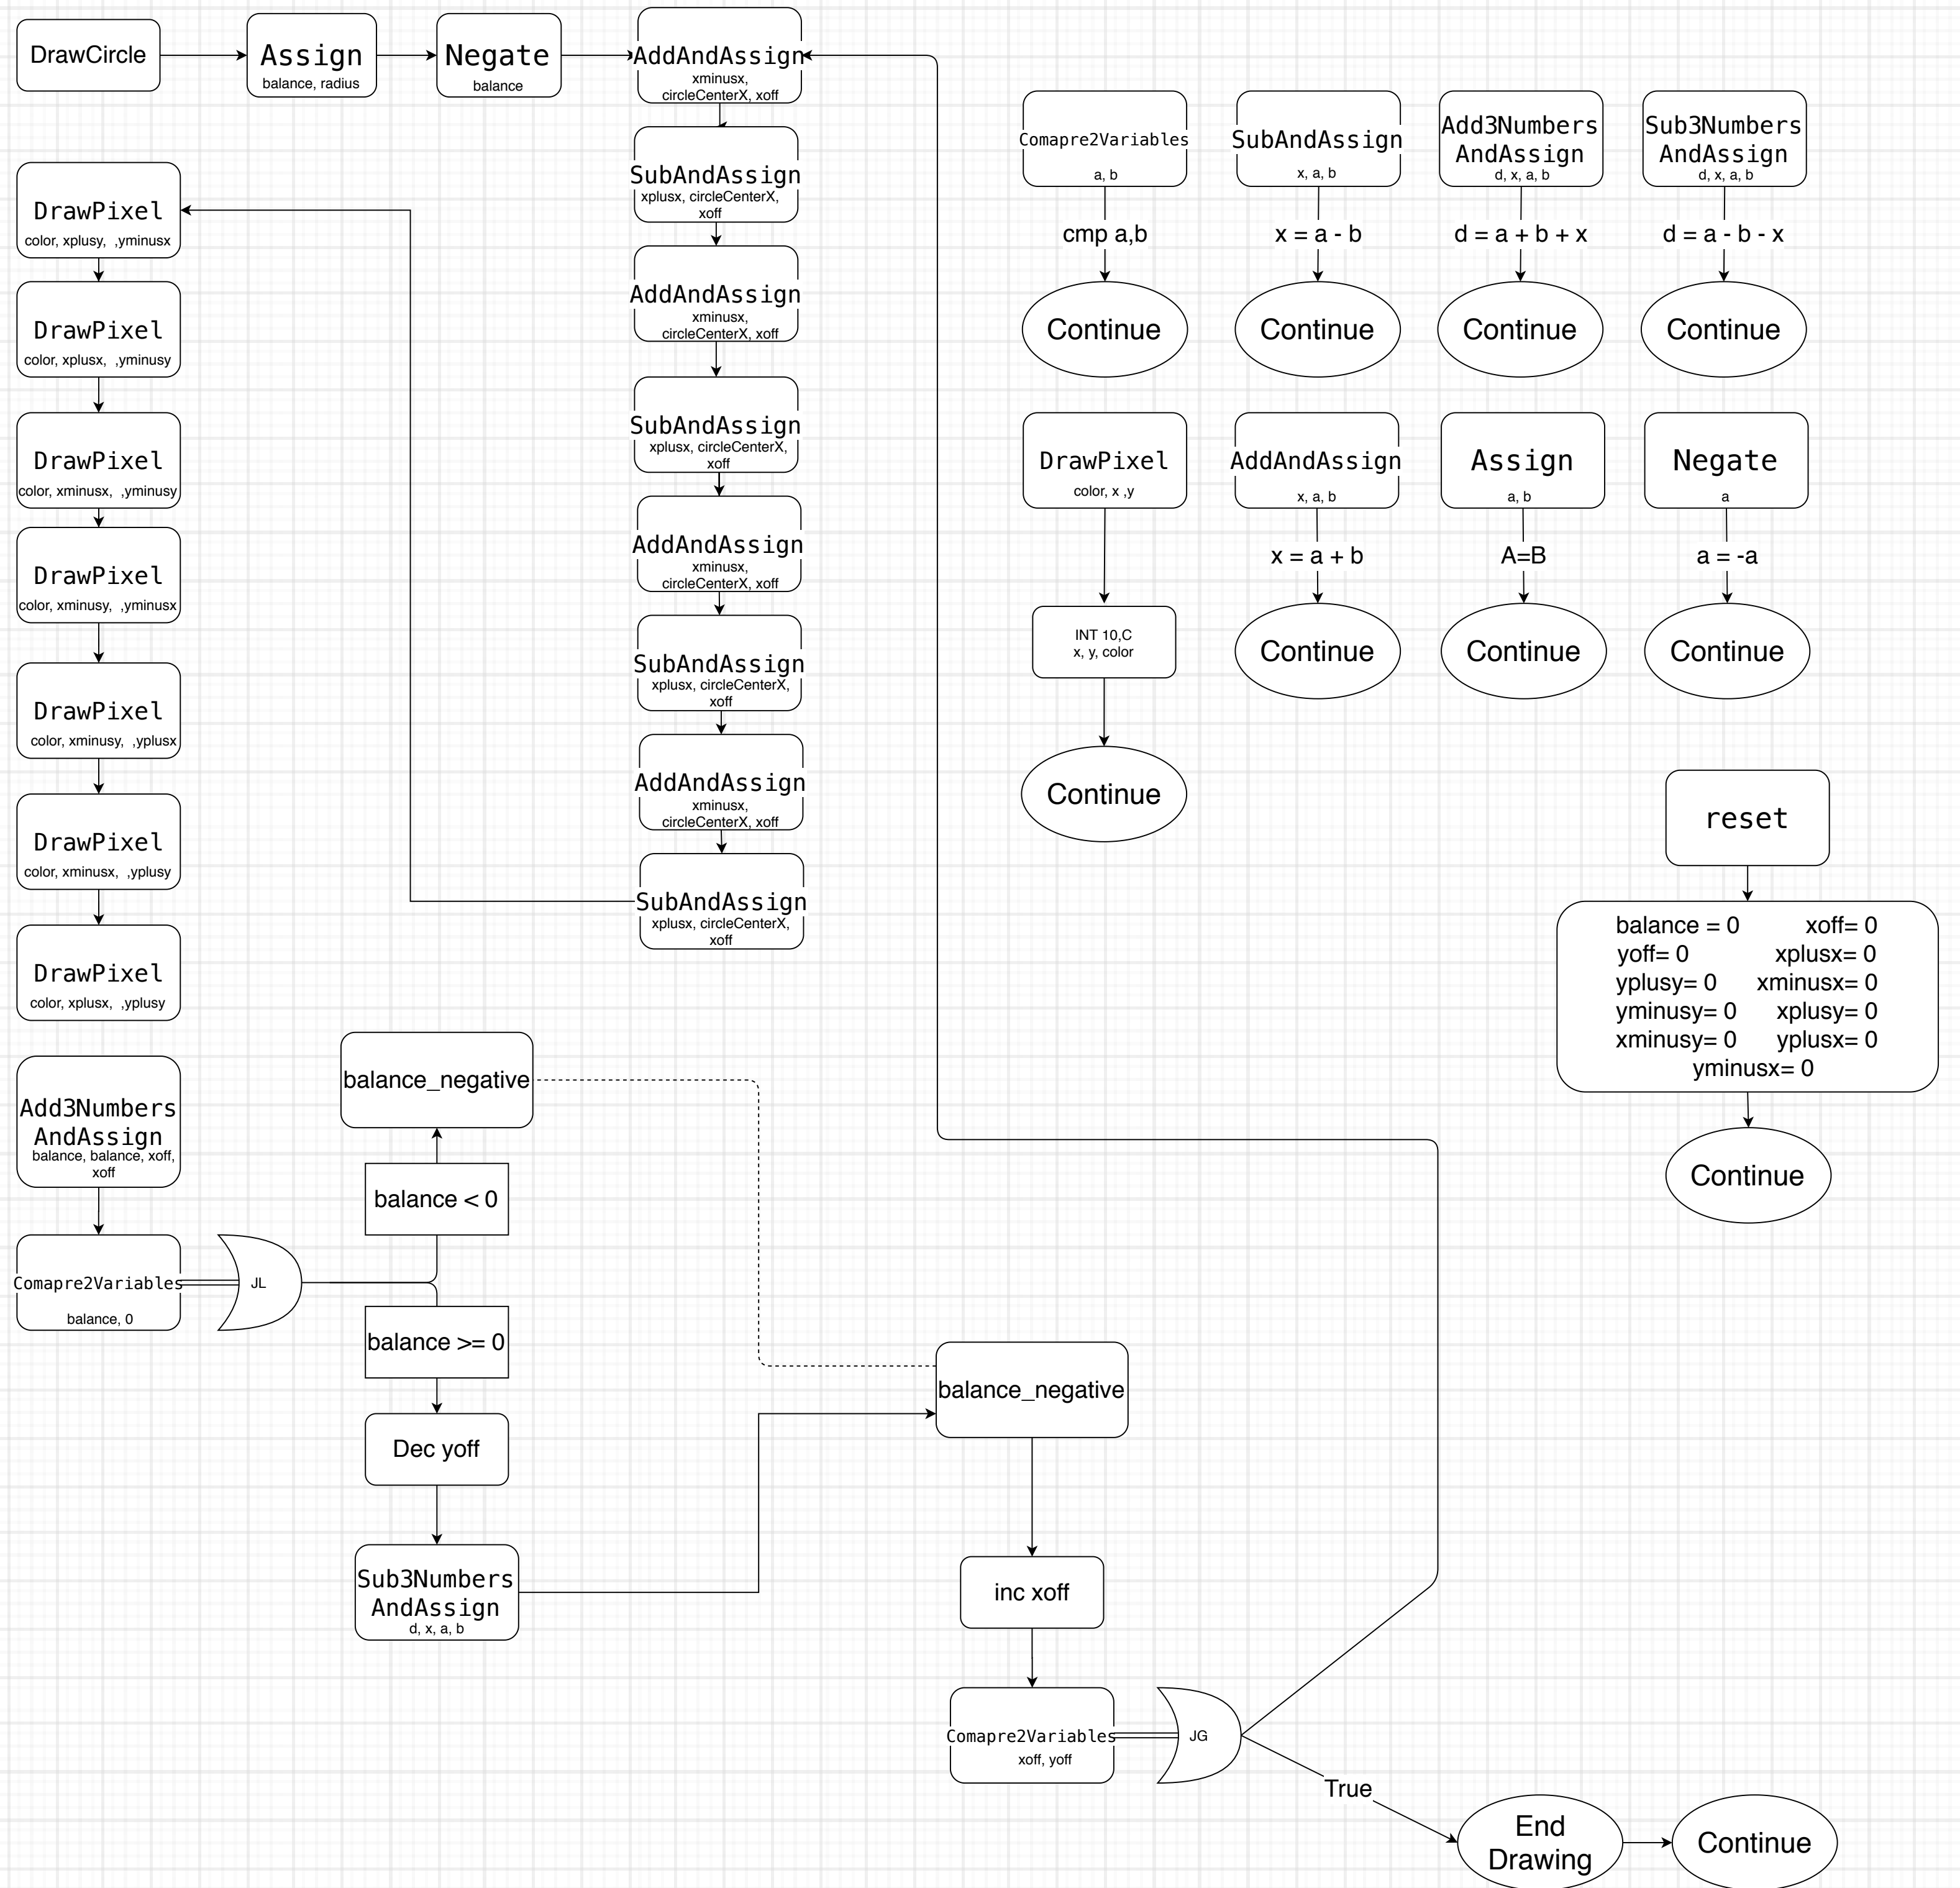 DrawCircle
Assign
balance, radius
Negate
balance
AddAndAssign
xminusx,
circleCenterX, xoff
SubAndAssign
xplusx, circleCenterX,
xoff
AddAndAssign
xminusx,
circleCenterX, xoff
SubAndAssign
xplusx, circleCenterX,
xoff
AddAndAssign
xminusx,
circleCenterX, xoff
SubAndAssign
xplusx, circleCenterX,
xoff
AddAndAssign
xminusx,
circleCenterX, xoff
SubAndAssign
xplusx, circleCenterX,
xoff
DrawPixel
color, xplusy, ,yminusx
DrawPixel
color, xplusx, ,yminusy
DrawPixel
color, xminusx, ,yminusy
DrawPixel
color, xminusy, ,yminusx
DrawPixel
color, xminusy, ,yplusx
DrawPixel
color, xminusx, ,yplusy
DrawPixel
color, xplusx, ,yplusy
Add3Numbers
AndAssign
balance, balance, xoff,
xoff
Comapre2Variables
balance, 0
JL
balance < 0
balance_negative
balance >= 0
Dec yoff
Sub3Numbers
AndAssign
d, x, a, b
balance_negative
inc xoff
Comapre2Variables
xoff, yoff
JG
True
End
Drawing
Continue
Comapre2Variables
a, b
cmp a,b
Continue
SubAndAssign
x, a, b
x = a - b
Continue
Add3Numbers
AndAssign
d, x, a, b
d = a + b + x
Continue
Sub3Numbers
AndAssign
d, x, a, b
d = a - b - x
Continue
DrawPixel
color, x ,y
INT 10,C
x, y, color
Continue
AddAndAssign
x, a, b
x = a + b
Continue
Assign
a, b
A=B
Continue
Negate
a
a = -a
Continue
reset
balance = 0 xoff= 0
yoff= 0 xplusx= 0
yplusy= 0 xminusx= 0
yminusy= 0 xplusy= 0
xminusy= 0 yplusx= 0
yminusx= 0
Continue